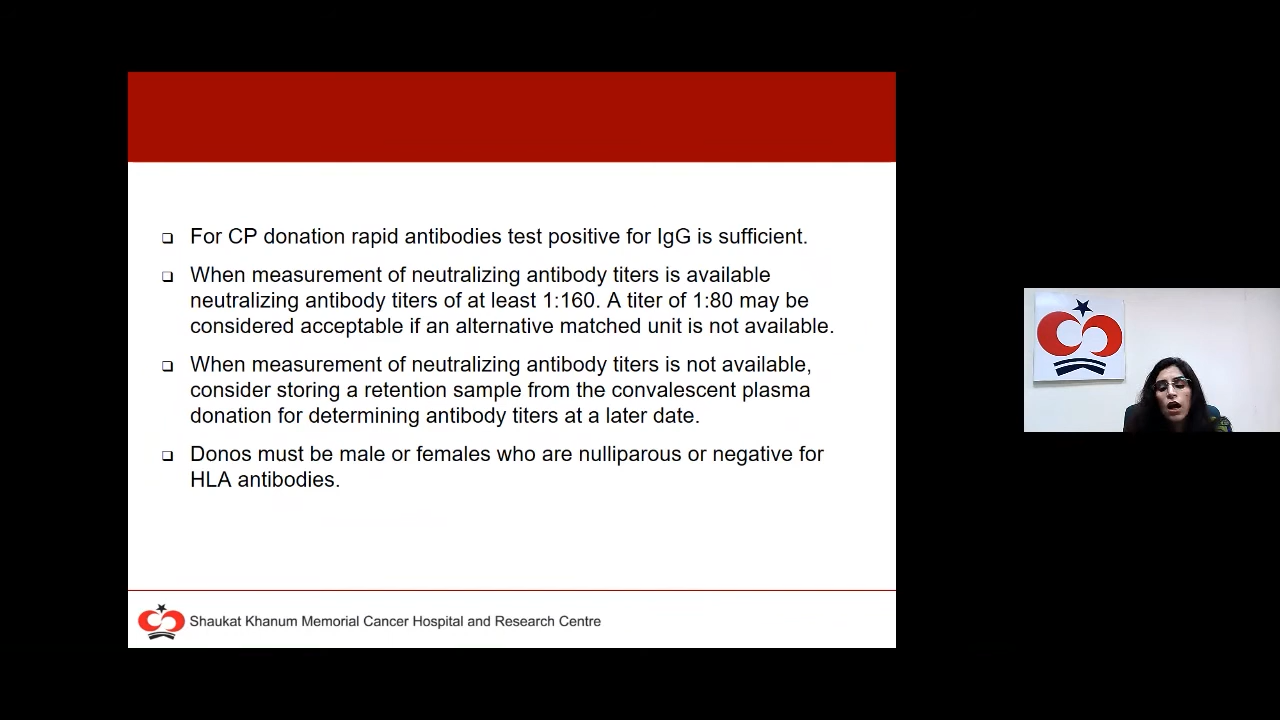 For CP donation rapid antibodies test positive for IgG is sufficient.
When measurement of neutralizing antibody titers is available
neutralizing antibody titers of at least 1:160. A titer of 1:80 may be
considered acceptable if an alternative matched unit is not available.
When measurement of neutralizing antibody titers is not available,
consider storing a retention sample from the convalescent plasma
donation for determining antibody titers at a later date.
Donos must be male or females who are nulliparous or negative for
HLA antibodies.
Shaukat Khanum Memorial Cancer Hospital and Research Centre